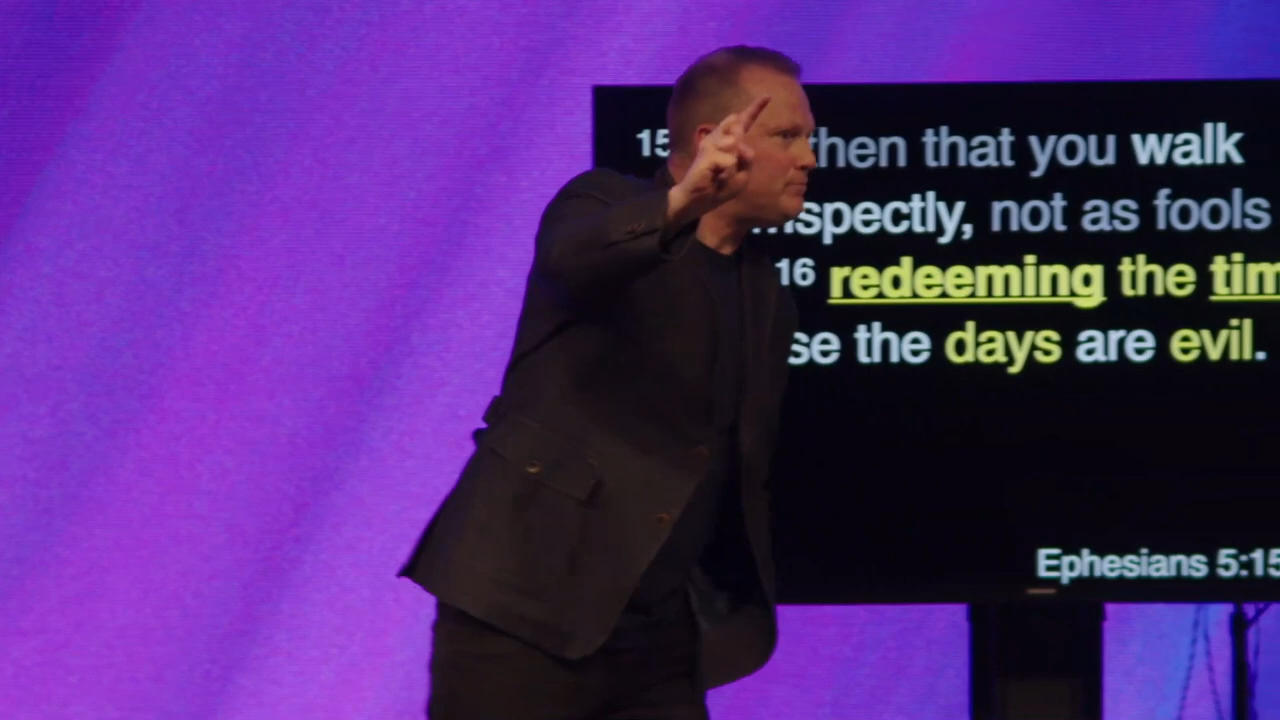 15 then that you walk
spectly, not as fools
16 redeeming the tim
se the days are evil.
Ephesians 5:15